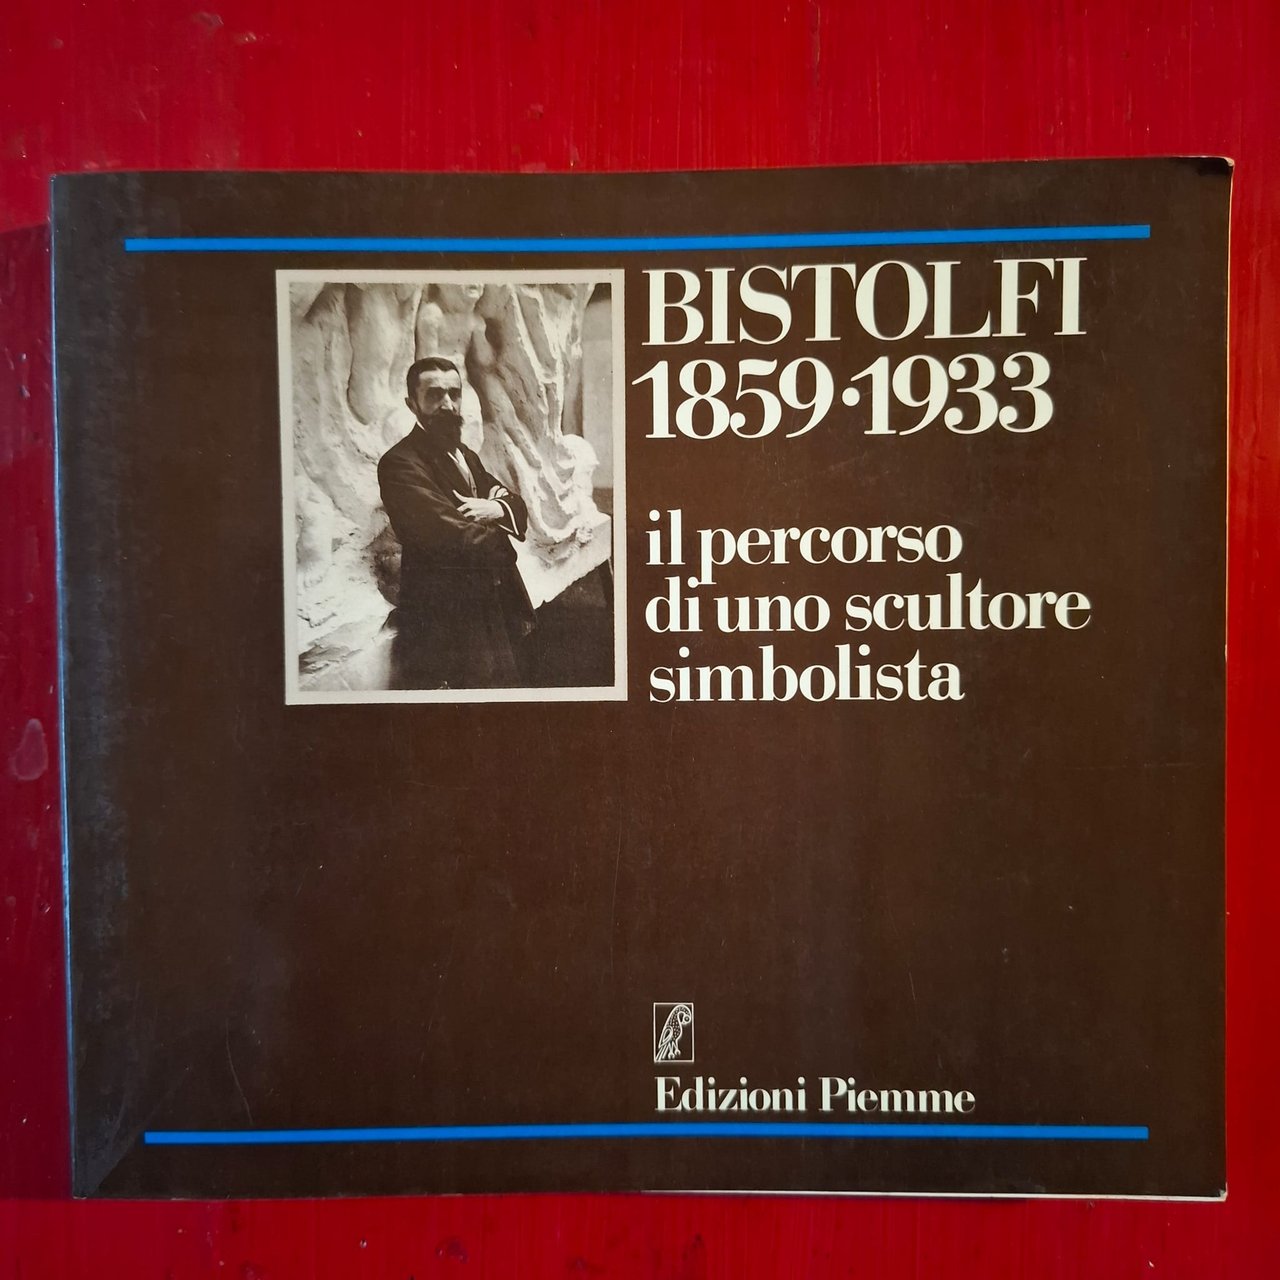 BISTOLFI
1859·1933
il percorso
di uno scultore
simbolista
Edizioni Piemme